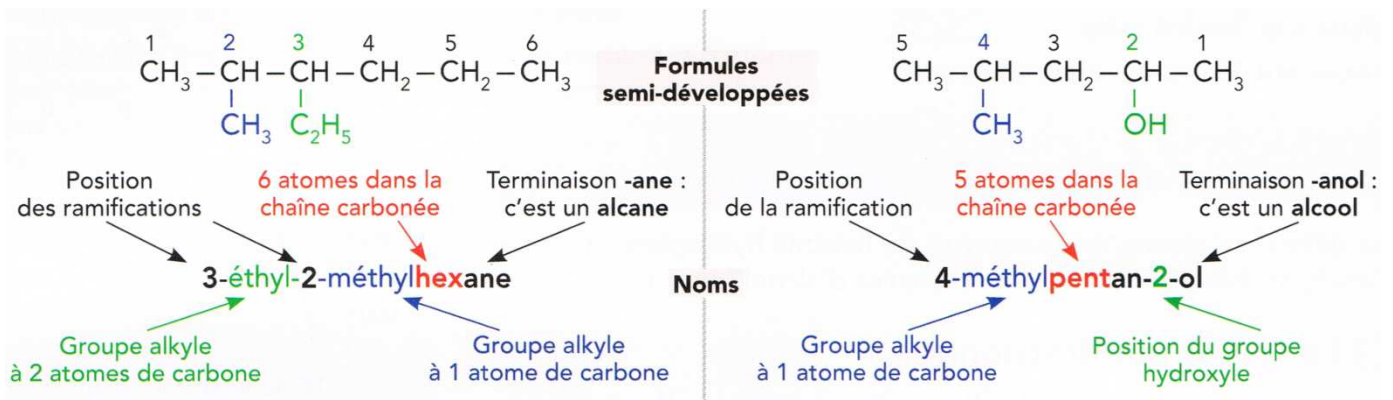 1 2 3 4 5 6
CH₃ – CH – CH – CH₂ – CH₂ – CH₃
CH₃ C₂H₅
Formules
semi-développées
5 4 3 2 1
CH₃ – CH – CH₂ – CH – CH₃
CH₃ OH
Position
des ramifications
6 atomes dans la
chaîne carbonée
Terminaison -ane :
c'est un alcane
3-éthyl-2-méthylhexane
Groupe alkyle
à 2 atomes de carbone
Groupe alkyle
à 1 atome de carbone
Noms
Position
de la ramification
5 atomes dans la
chaîne carbonée
Terminaison -anol :
c'est un alcool
4-méthylpentan-2-ol
Groupe alkyle
à 1 atome de carbone
Position du groupe
hydroxyle